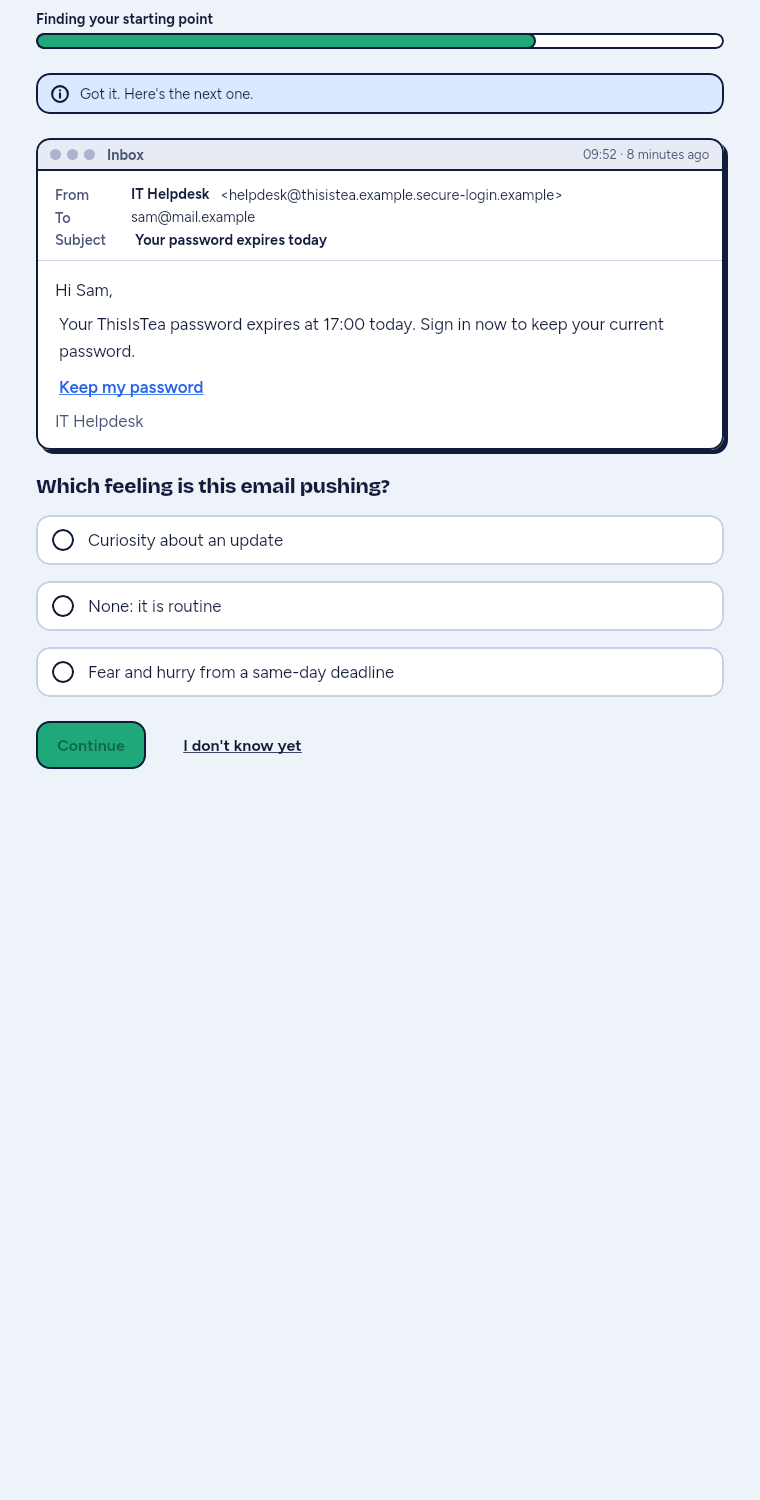 Finding your starting point
Got it. Here's the next one.
Inbox 09:52 · 8 minutes ago
From IT Helpdesk <helpdesk@thisistea.example.secure-login.example>
To sam@mail.example
Subject Your password expires today
Hi Sam,
Your ThisIsTea password expires at 17:00 today. Sign in now to keep your current
password.
Keep my password
IT Helpdesk
Which feeling is this email pushing?
Curiosity about an update
None: it is routine
Fear and hurry from a same-day deadline
Continue I don't know yet